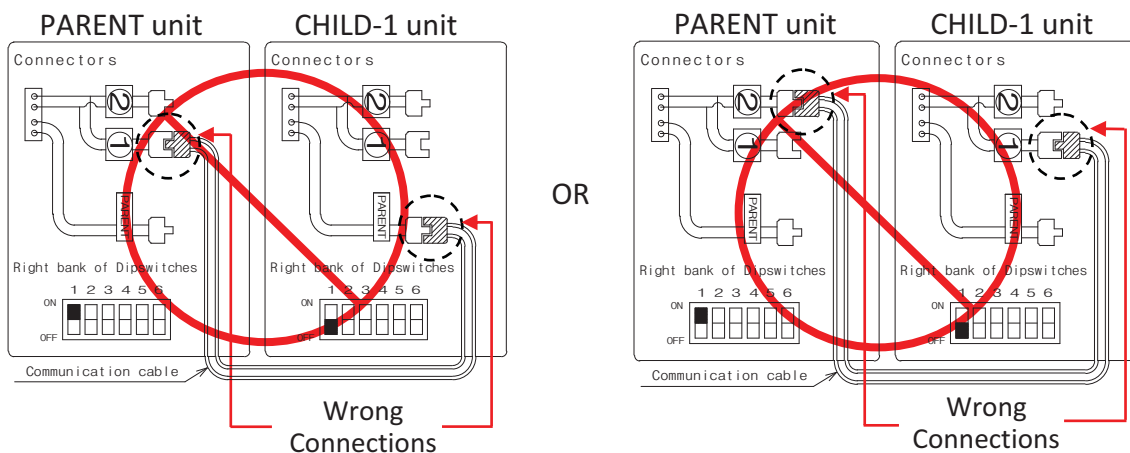 PARENT unit
CHILD-1 unit
Connectors
Connectors
2
2
1
1
PARENT
PARENT
Right bank of Dipswitches
Right bank of Dipswitches
1 2 3 4 5 6
1 2 3 4 5 6
ON
ON
OFF
OFF
Communication cable
Wrong
Connections
OR
PARENT unit
CHILD-1 unit
Connectors
Connectors
2
2
1
1
PARENT
PARENT
Right bank of Dipswitches
Right bank of Dipswitches
1 2 3 4 5 6
1 2 3 4 5 6
ON
ON
OFF
OFF
Communication cable
Wrong
Connections